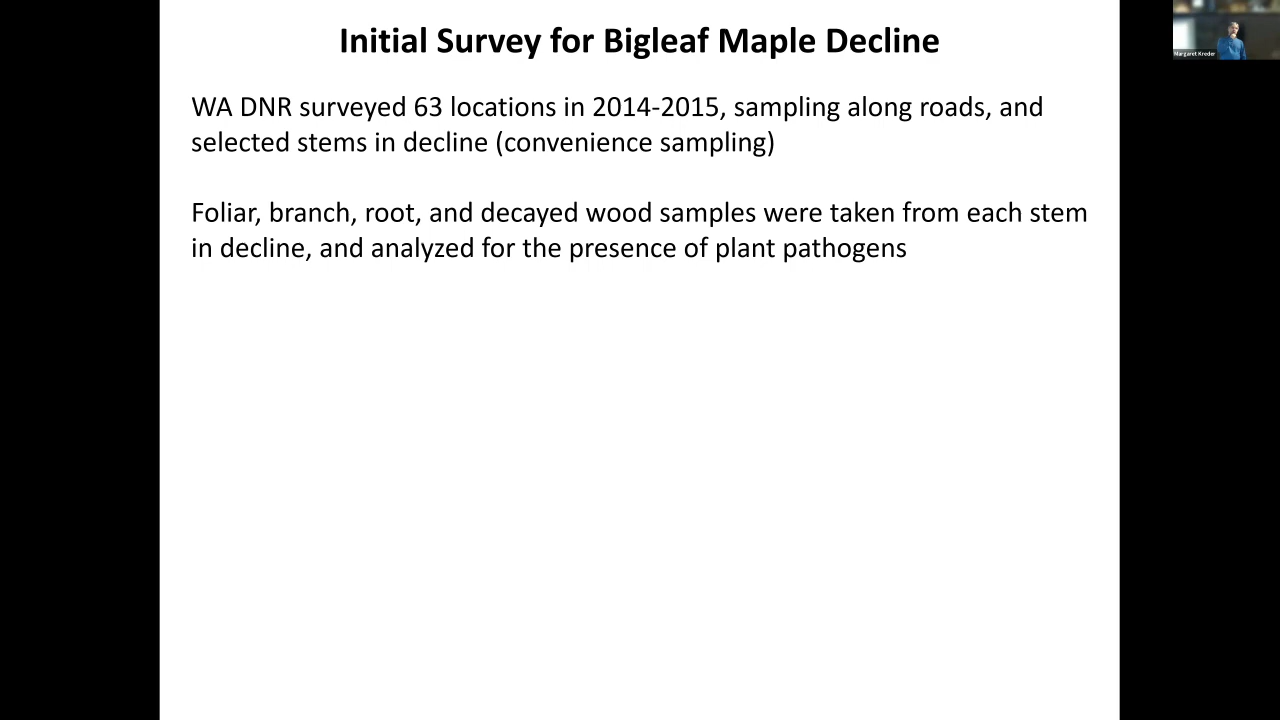 Initial Survey for Bigleaf Maple Decline
WA DNR surveyed 63 locations in 2014-2015, sampling along roads, and
selected stems in decline (convenience sampling)
Foliar, branch, root, and decayed wood samples were taken from each stem
in decline, and analyzed for the presence of plant pathogens
Margaret Kreder